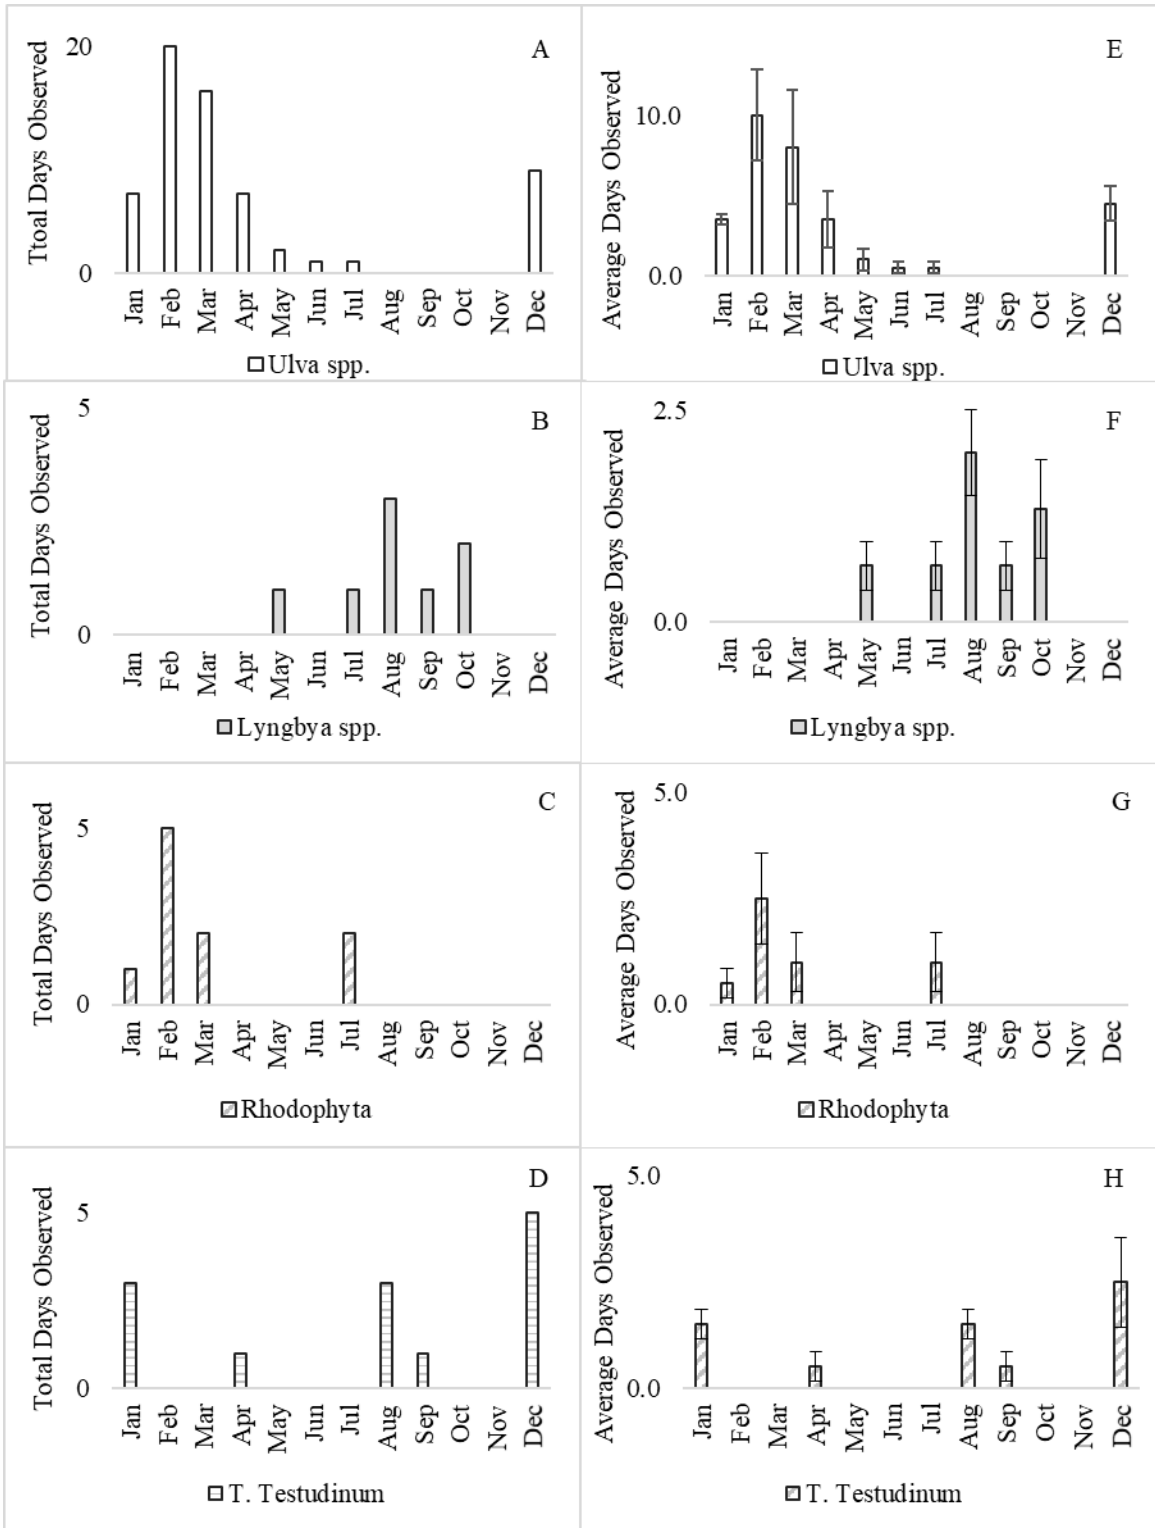 A
Ttoal Days Observed
20
0
Jan Feb Mar Apr May Jun Jul Aug Sep Oct Nov Dec
Ulva spp.
E
Average Days Observed
10.0
0.0
Jan Feb Mar Apr May Jun Jul Aug Sep Oct Nov Dec
Ulva spp.
B
Total Days Observed
5
0
Jan Feb Mar Apr May Jun Jul Aug Sep Oct Nov Dec
Lyngbya spp.
F
Average Days Observed
2.5
0.0
Jan Feb Mar Apr May Jun Jul Aug Sep Oct Nov Dec
Lyngbya spp.
C
Total Days Observed
5
0
Jan Feb Mar Apr May Jun Jul Aug Sep Oct Nov Dec
Rhodophyta
G
Average Days Observed
5.0
0.0
Jan Feb Mar Apr May Jun Jul Aug Sep Oct Nov Dec
Rhodophyta
D
Total Days Observed
5
0
Jan Feb Mar Apr May Jun Jul Aug Sep Oct Nov Dec
T. Testudinum
H
Average Days Observed
5.0
0.0
Jan Feb Mar Apr May Jun Jul Aug Sep Oct Nov Dec
T. Testudinum